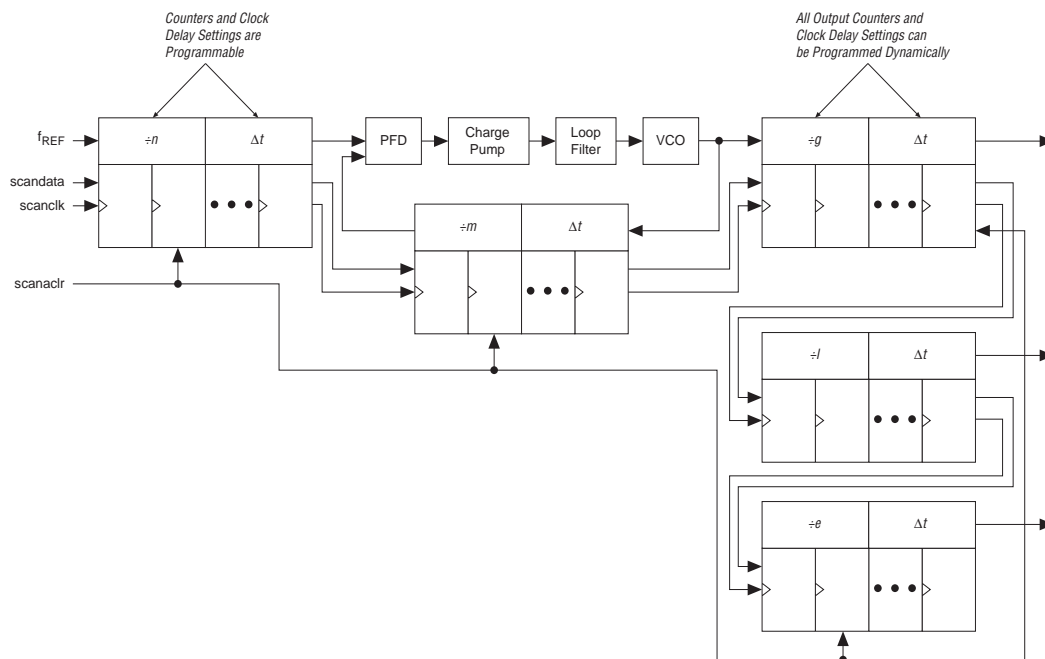 Counters and Clock
Delay Settings are
Programmable
All Output Counters and
Clock Delay Settings can
be Programmed Dynamically
fREF
÷n
Δt
PFD
Charge
Pump
Loop
Filter
VCO
÷g
Δt
scandata
scanclk
÷m
Δt
scanaclr
÷l
Δt
÷e
Δt